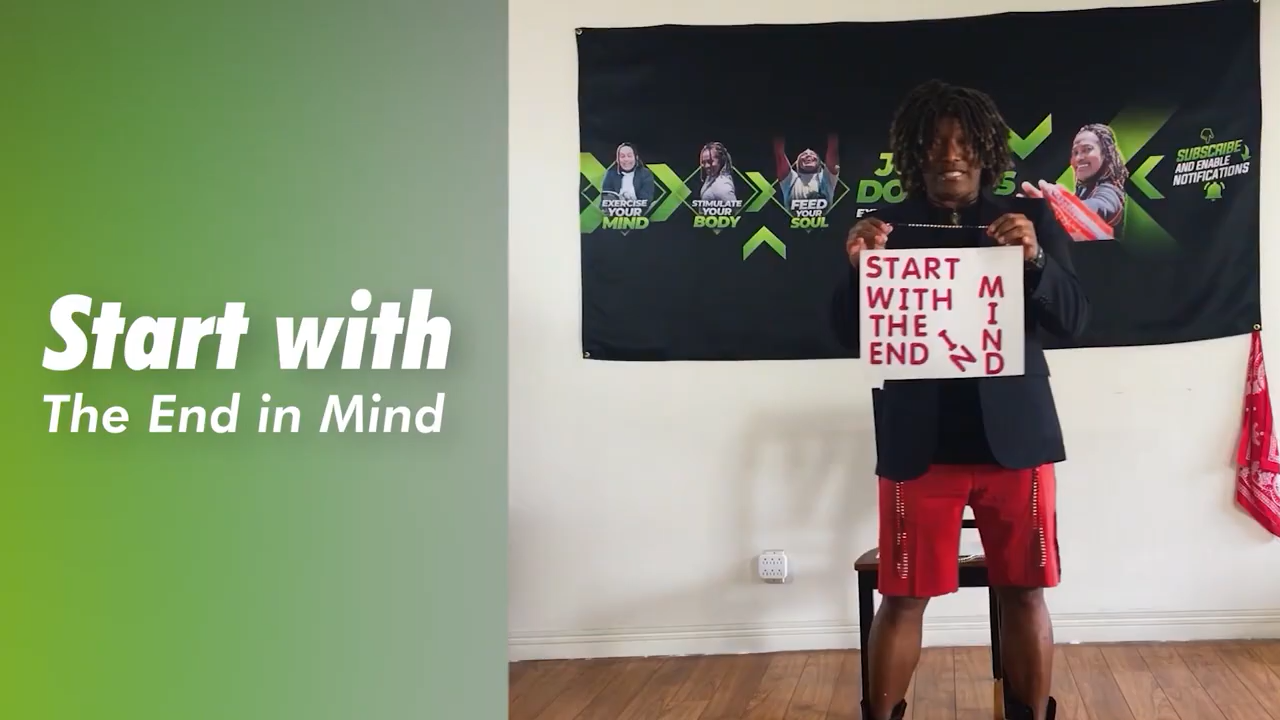 Start with
The End in Mind
EXERCISE
YOUR
MIND
STIMULATE
YOUR
BODY
FEED
YOUR
SOUL
SUBSCRIBE
AND ENABLE
NOTIFICATIONS
START
WITH
THE
END
IN
MIND